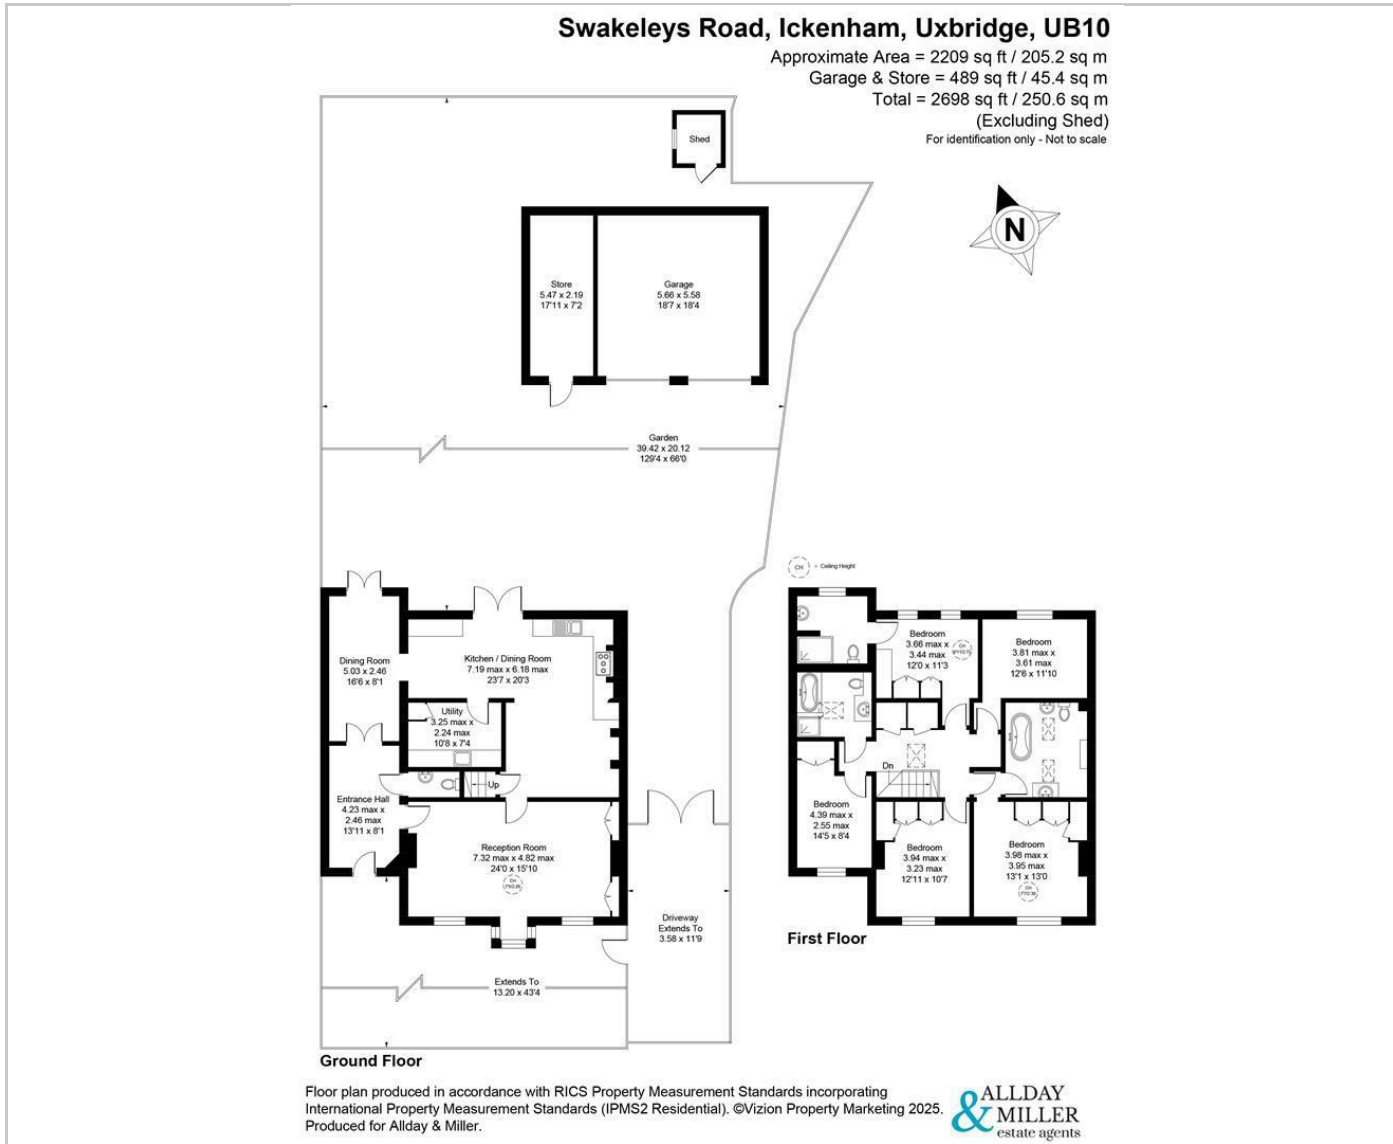 Swakeleys Road, Ickenham, Uxbridge, UB10
Approximate Area = 2209 sq ft / 205.2 sq m
Garage & Store = 489 sq ft / 45.4 sq m
Total = 2698 sq ft / 250.6 sq m
(Excluding Shed)
For identification only - Not to scale
Shed
N
Store
5.47 x 2.19
17'11 x 7'2
Garage
5.66 x 5.58
18'7 x 18'4
Garden
39.42 x 20.12
129'4 x 66'0
CH = Ceiling Height
Dining Room
5.03 x 2.46
16'6 x 8'1
Kitchen / Dining Room
7.19 max x 6.18 max
23'7 x 20'3
Utility
3.25 max x
2.24 max
10'8 x 7'4
Up
Entrance Hall
4.23 max x
2.46 max
13'11 x 8'1
Reception Room
7.32 max x 4.82 max
24'0 x 15'10
CH
Driveway
Extends To
3.58 x 11'9
Extends To
13.20 x 43'4
Ground Floor
Bedroom
3.66 max x
3.44 max
12'0 x 11'3
CH
Bedroom
3.81 max x
3.61 max
12'6 x 11'10
Dn
Bedroom
4.39 max x
2.55 max
14'5 x 8'4
Bedroom
3.94 max x
3.23 max
12'11 x 10'7
Bedroom
3.98 max x
3.95 max
13'1 x 13'0
CH
First Floor
Floor plan produced in accordance with RICS Property Measurement Standards incorporating
International Property Measurement Standards (IPMS2 Residential). ©Vizion Property Marketing 2025.
Produced for Allday & Miller.
ALLDAY
& MILLER
estate agents